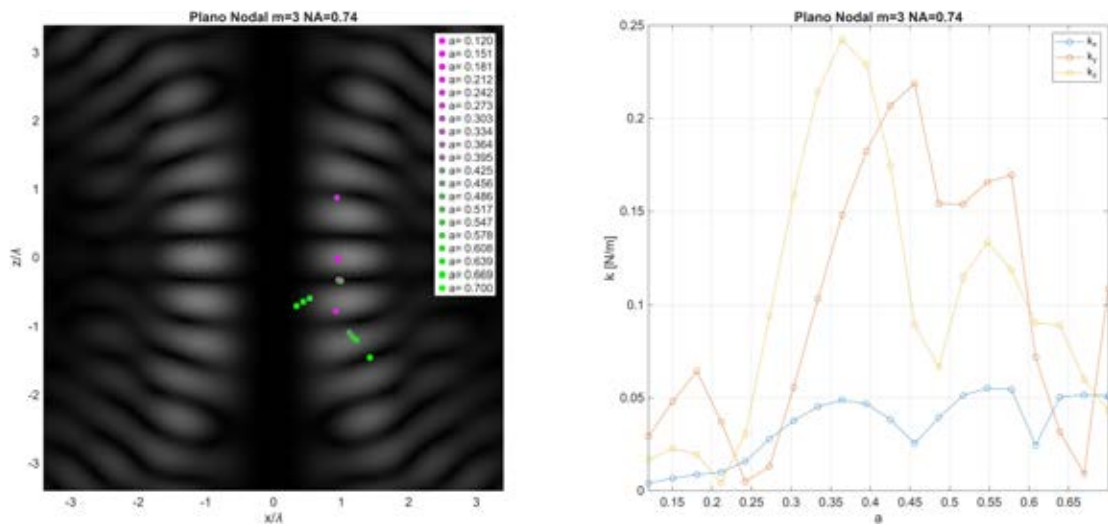 Plano Nodal m=3 NA=0.74
3
2
1
0
-1
-2
-3
z/λ
-3
-2
-1
0
1
2
3
x/λ
a= 0.120
a= 0.151
a= 0.181
a= 0.212
a= 0.242
a= 0.273
a= 0.303
a= 0.334
a= 0.364
a= 0.395
a= 0.425
a= 0.456
a= 0.486
a= 0.517
a= 0.547
a= 0.578
a= 0.608
a= 0.639
a= 0.669
a= 0.700
Plano Nodal m=3 NA=0.74
0.25
0.2
0.15
0.1
0.05
0
k [N/m]
0.15
0.2
0.25
0.3
0.35
0.4
0.45
0.5
0.55
0.6
0.65
a
kₓ
k_y
k_z